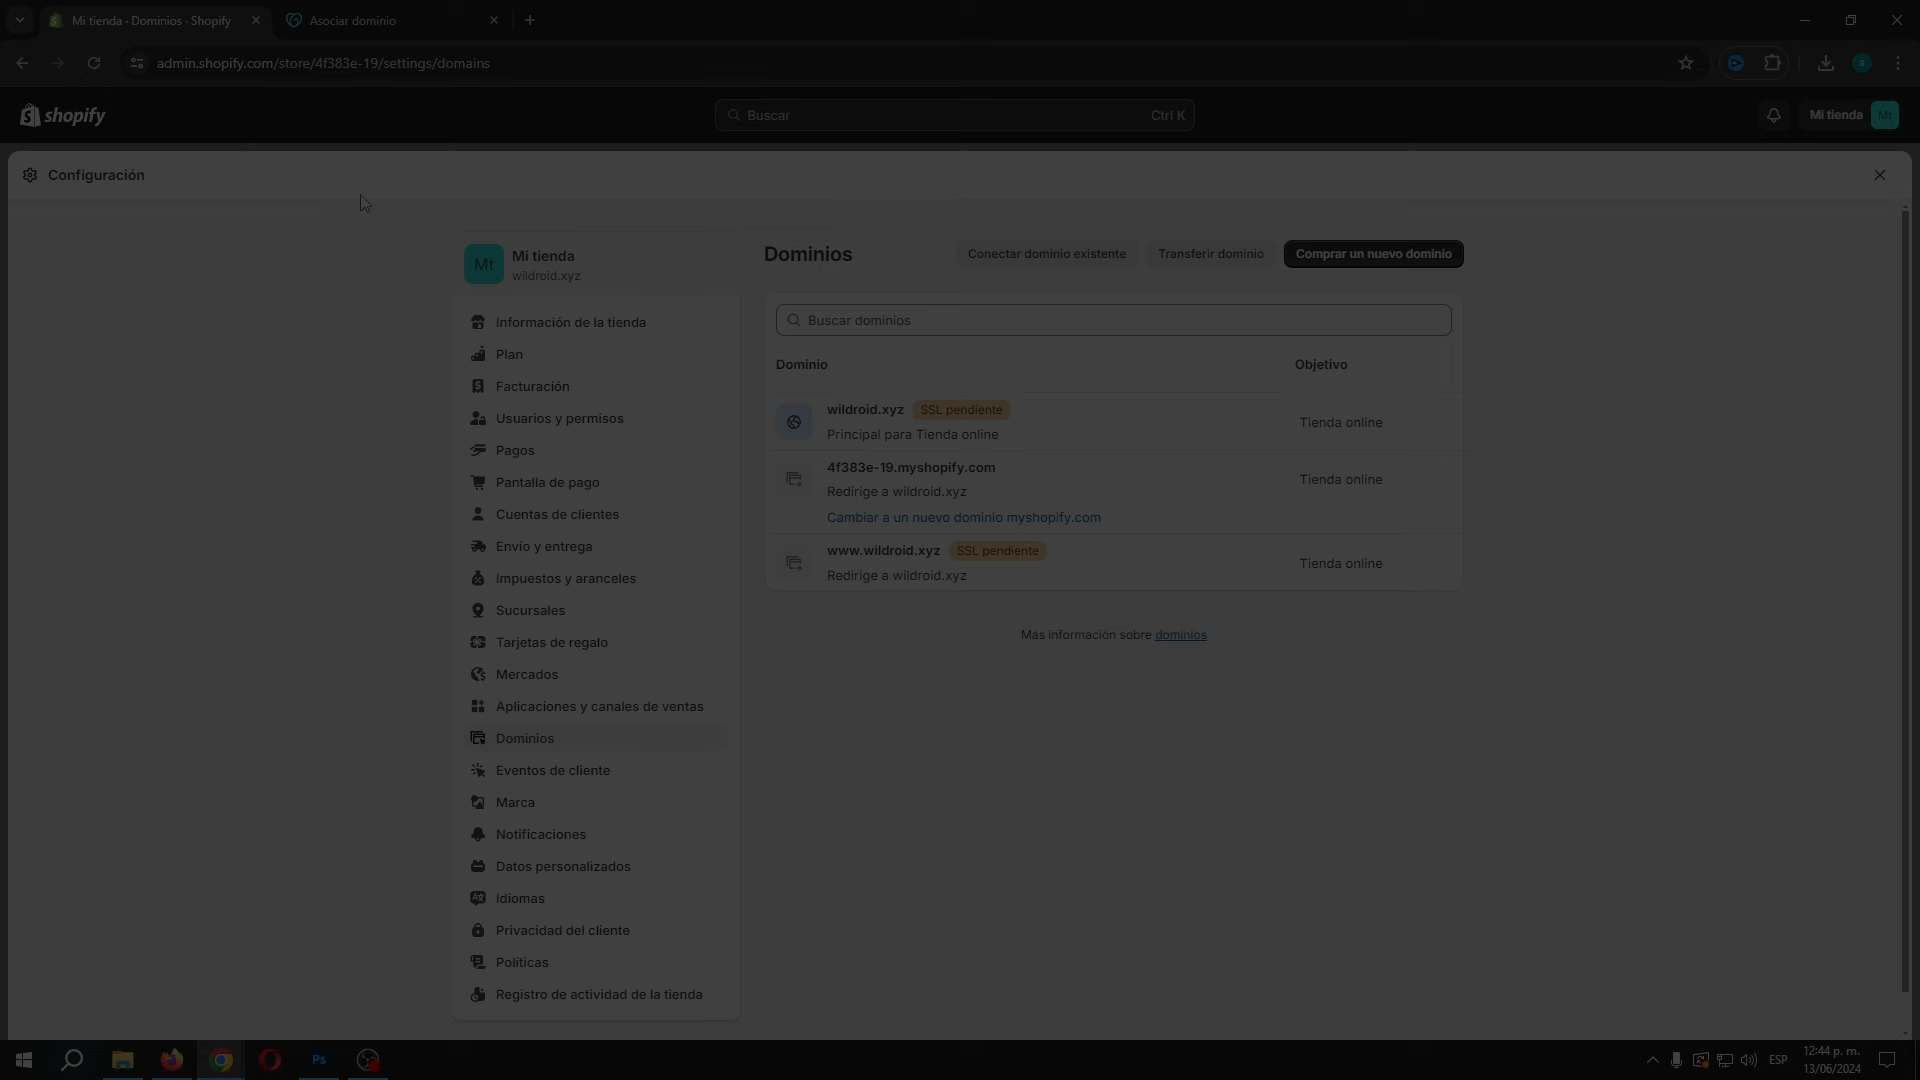 Mi tienda · Dominios · Shopify
Asociar dominio
admin.shopify.com/store/4f383e-19/settings/domains
shopify
Buscar
Ctrl K
Mi tienda
Mt
Configuración
Mt
Mi tienda
wildroid.xyz
Información de la tienda
Plan
Facturación
Usuarios y permisos
Pagos
Pantalla de pago
Cuentas de clientes
Envío y entrega
Impuestos y aranceles
Sucursales
Tarjetas de regalo
Mercados
Aplicaciones y canales de ventas
Dominios
Eventos de cliente
Marca
Notificaciones
Datos personalizados
Idiomas
Privacidad del cliente
Políticas
Registro de actividad de la tienda
Dominios
Conectar dominio existente
Transferir dominio
Comprar un nuevo dominio
Buscar dominios
Dominio
Objetivo
wildroid.xyz
SSL pendiente
Principal para Tienda online
Tienda online
4f383e-19.myshopify.com
Redirige a wildroid.xyz
Cambiar a un nuevo dominio myshopify.com
Tienda online
www.wildroid.xyz
SSL pendiente
Redirige a wildroid.xyz
Tienda online
Más información sobre dominios
Ps
ESP
12:44 p. m.
13/06/2024